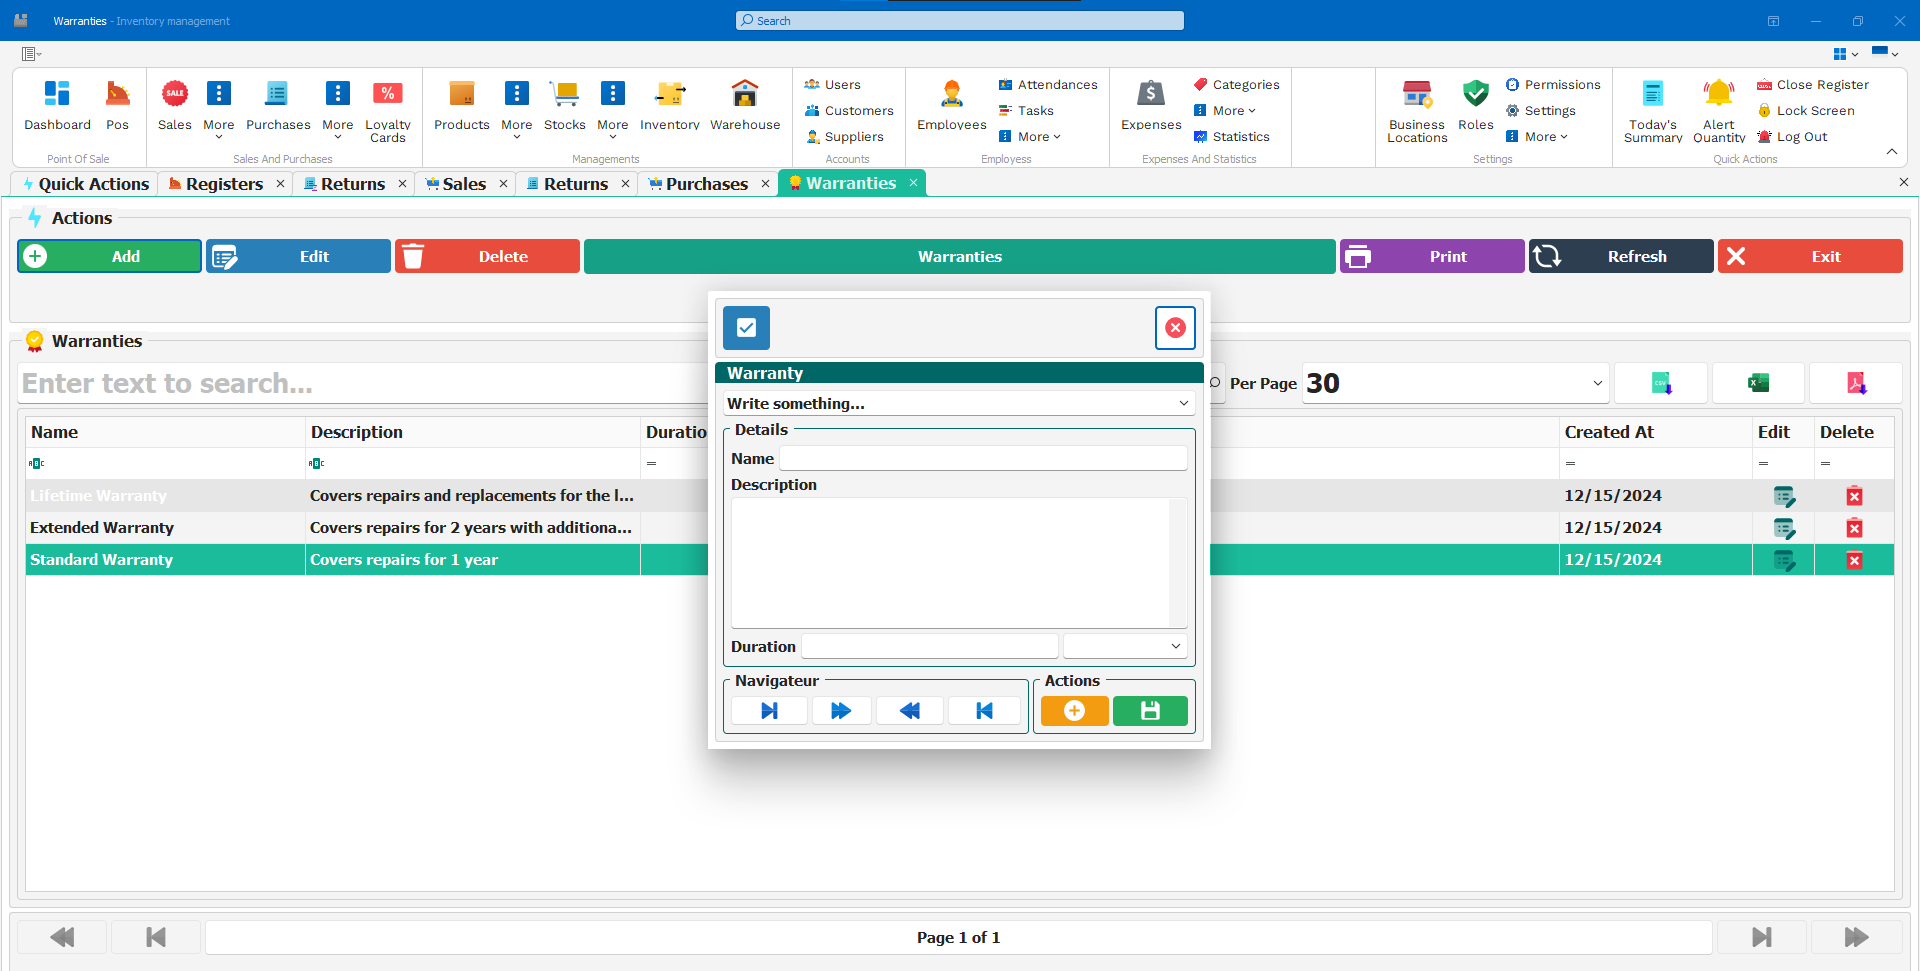 Warranties - Inventory management
Search
Dashboard
Pos
Point Of Sale
SALE
Sales
More
Purchases
More
Loyalty
Cards
Sales And Purchases
Products
More
Stocks
More
Inventory
Warehouse
Managements
Users
Customers
Suppliers
Accounts
Employees
Attendances
Tasks
More
Employess
Expenses
Categories
More
Statistics
Expenses And Statistics
Business
Locations
Roles
Permissions
Settings
More
Settings
Today's
Summary
Alert
Quantity
Close Register
Lock Screen
Log Out
Quick Actions
Quick Actions
Registers
Returns
Sales
Returns
Purchases
Warranties
Actions
Add
Edit
Delete
Warranties
Print
Refresh
Exit
Warranties
Enter text to search...
Per Page
30
Name
Description
Duratio
Created At
Edit
Delete
Lifetime Warranty
Covers repairs and replacements for the l...
12/15/2024
Extended Warranty
Covers repairs for 2 years with additiona...
12/15/2024
Standard Warranty
Covers repairs for 1 year
12/15/2024
Warranty
Write something...
Details
Name
Description
Duration
Navigateur
Actions
Page 1 of 1